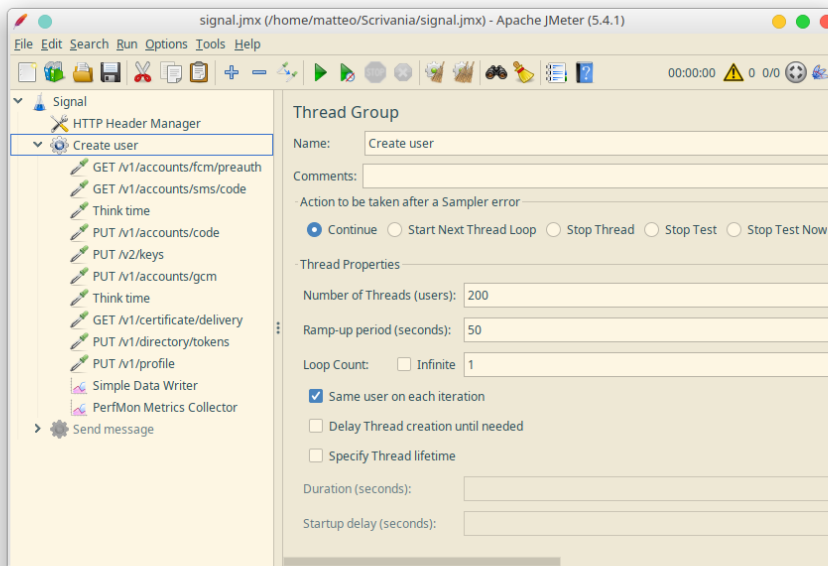 signal.jmx (/home/matteo/Scrivania/signal.jmx) - Apache JMeter (5.4.1)
File Edit Search Run Options Tools Help
00:00:00 0 0/0
Signal
HTTP Header Manager
Create user
GET /v1/accounts/fcm/preauth
GET /v1/accounts/sms/code
Think time
PUT /v1/accounts/code
PUT /v2/keys
PUT /v1/accounts/gcm
Think time
GET /v1/certificate/delivery
PUT /v1/directory/tokens
PUT /v1/profile
Simple Data Writer
PerfMon Metrics Collector
Send message
Thread Group
Name: Create user
Comments:
Action to be taken after a Sampler error
Continue Start Next Thread Loop Stop Thread Stop Test Stop Test Now
Thread Properties
Number of Threads (users): 200
Ramp-up period (seconds): 50
Loop Count: Infinite 1
Same user on each iteration
Delay Thread creation until needed
Specify Thread lifetime
Duration (seconds):
Startup delay (seconds):